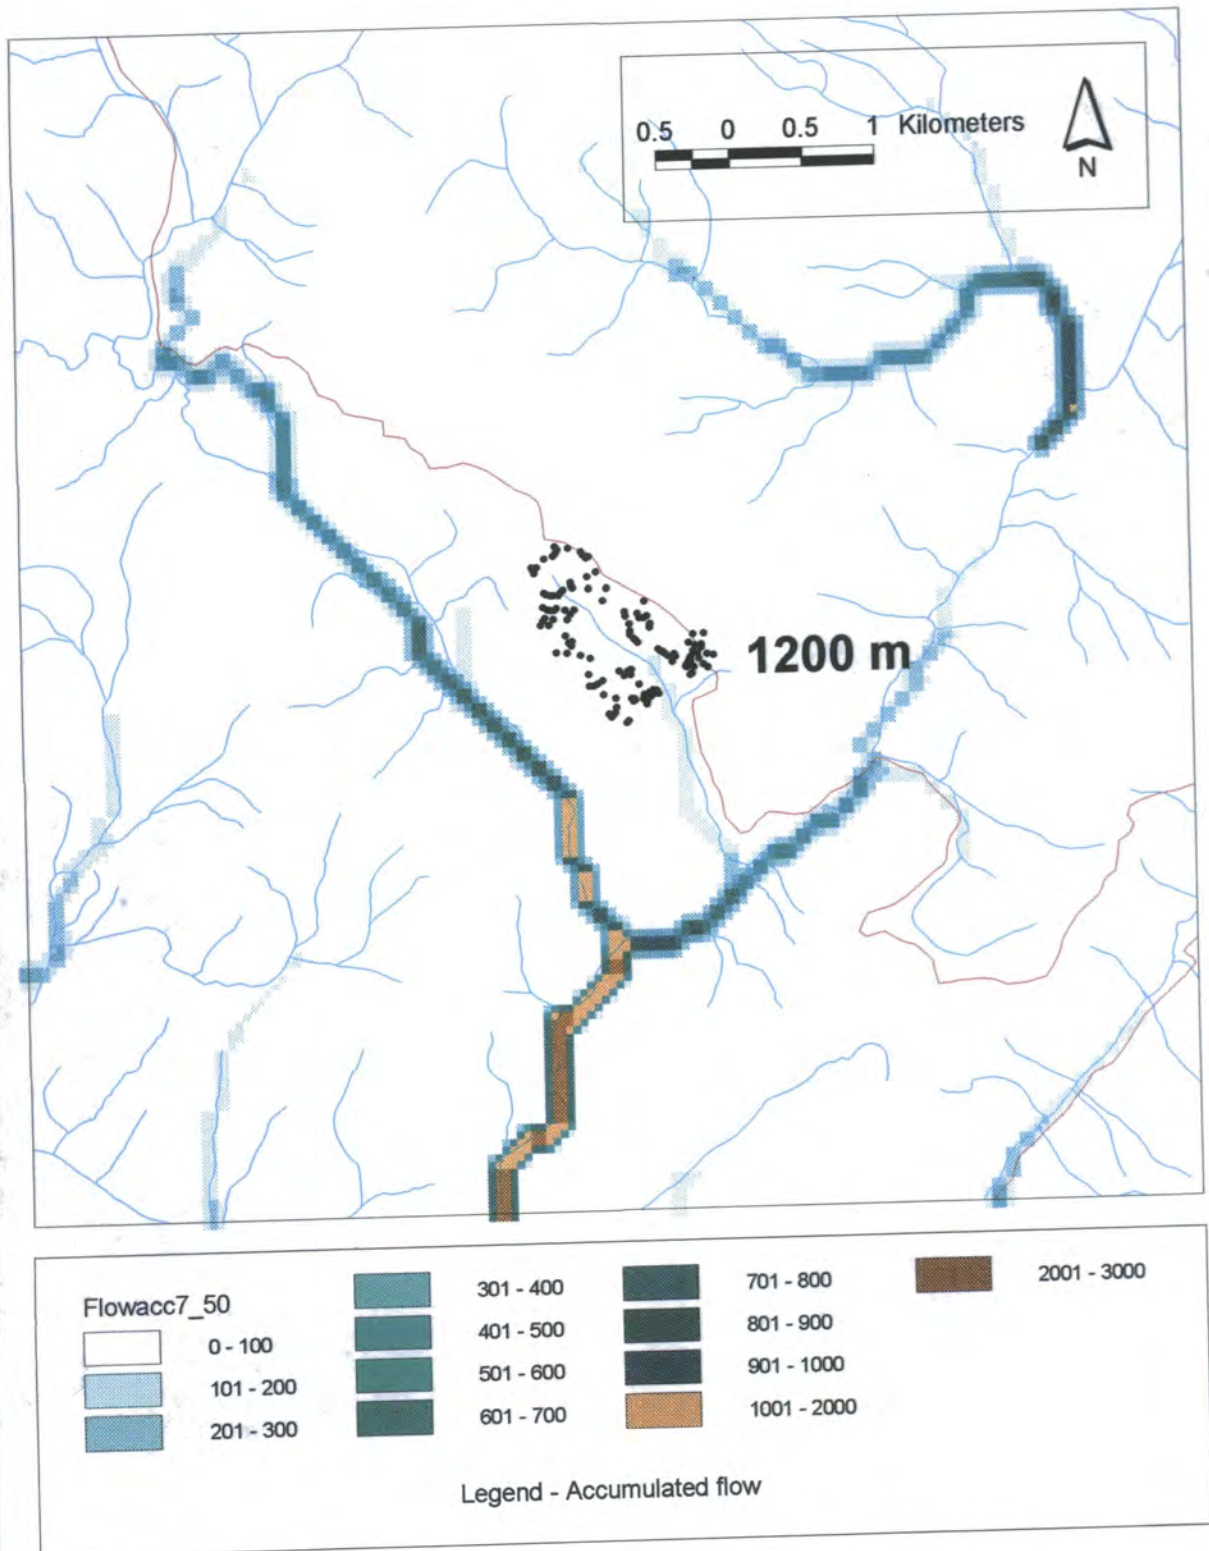 0.5 0 0.5 1 Kilometers
N
1200 m
Flowacc7_50
0 - 100
101 - 200
201 - 300
301 - 400
401 - 500
501 - 600
601 - 700
701 - 800
801 - 900
901 - 1000
1001 - 2000
2001 - 3000
Legend - Accumulated flow